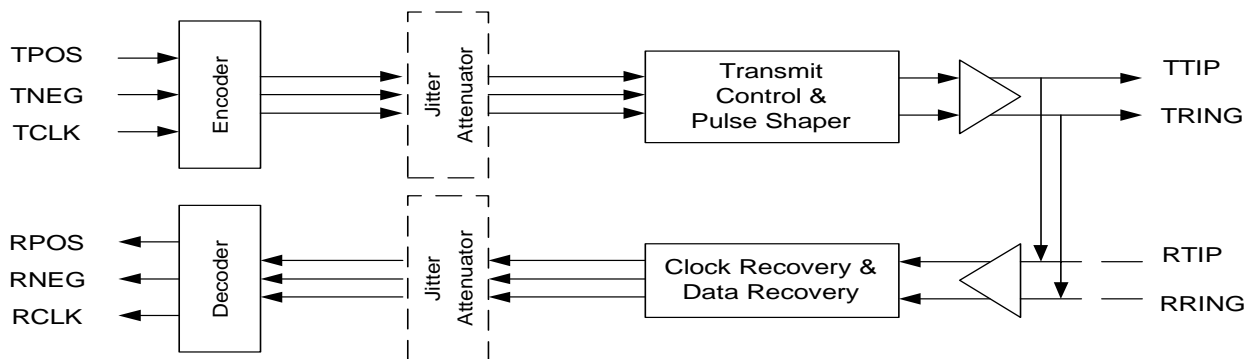 TPOS
TNEG
TCLK
Encoder
Jitter
Attenuator
Transmit
Control &
Pulse Shaper
TTIP
TRING
RPOS
RNEG
RCLK
Decoder
Jitter
Attenuator
Clock Recovery &
Data Recovery
RTIP
RRING